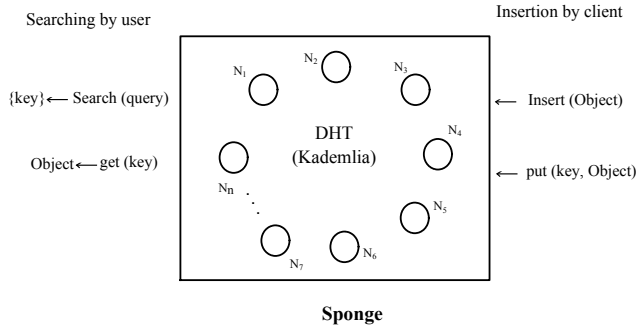 Searching by user
Insertion by client
N1
N2
N3
{key} Search (query)
Insert (Object)
DHT
(Kademlia)
N4
Object get (key)
put (key, Object)
Nn
. . .
N5
N7
N6
Sponge